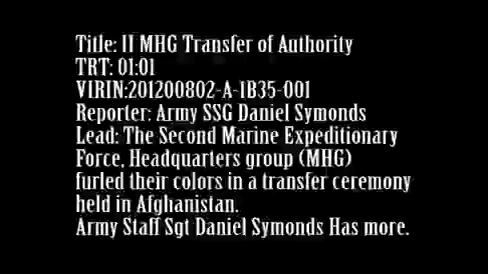 Title: II MHG Transfer of Authority
TRT: 01:01
VIRIN:201200802-A-IB35-001
Reporter: Army SSG Daniel Symonds
Lead: The Second Marine Expeditionary
Force, Headquarters group (MHG)
furled their colors in a transfer ceremony
held in Afghanistan.
Army Staff Sgt Daniel Symonds Has more.